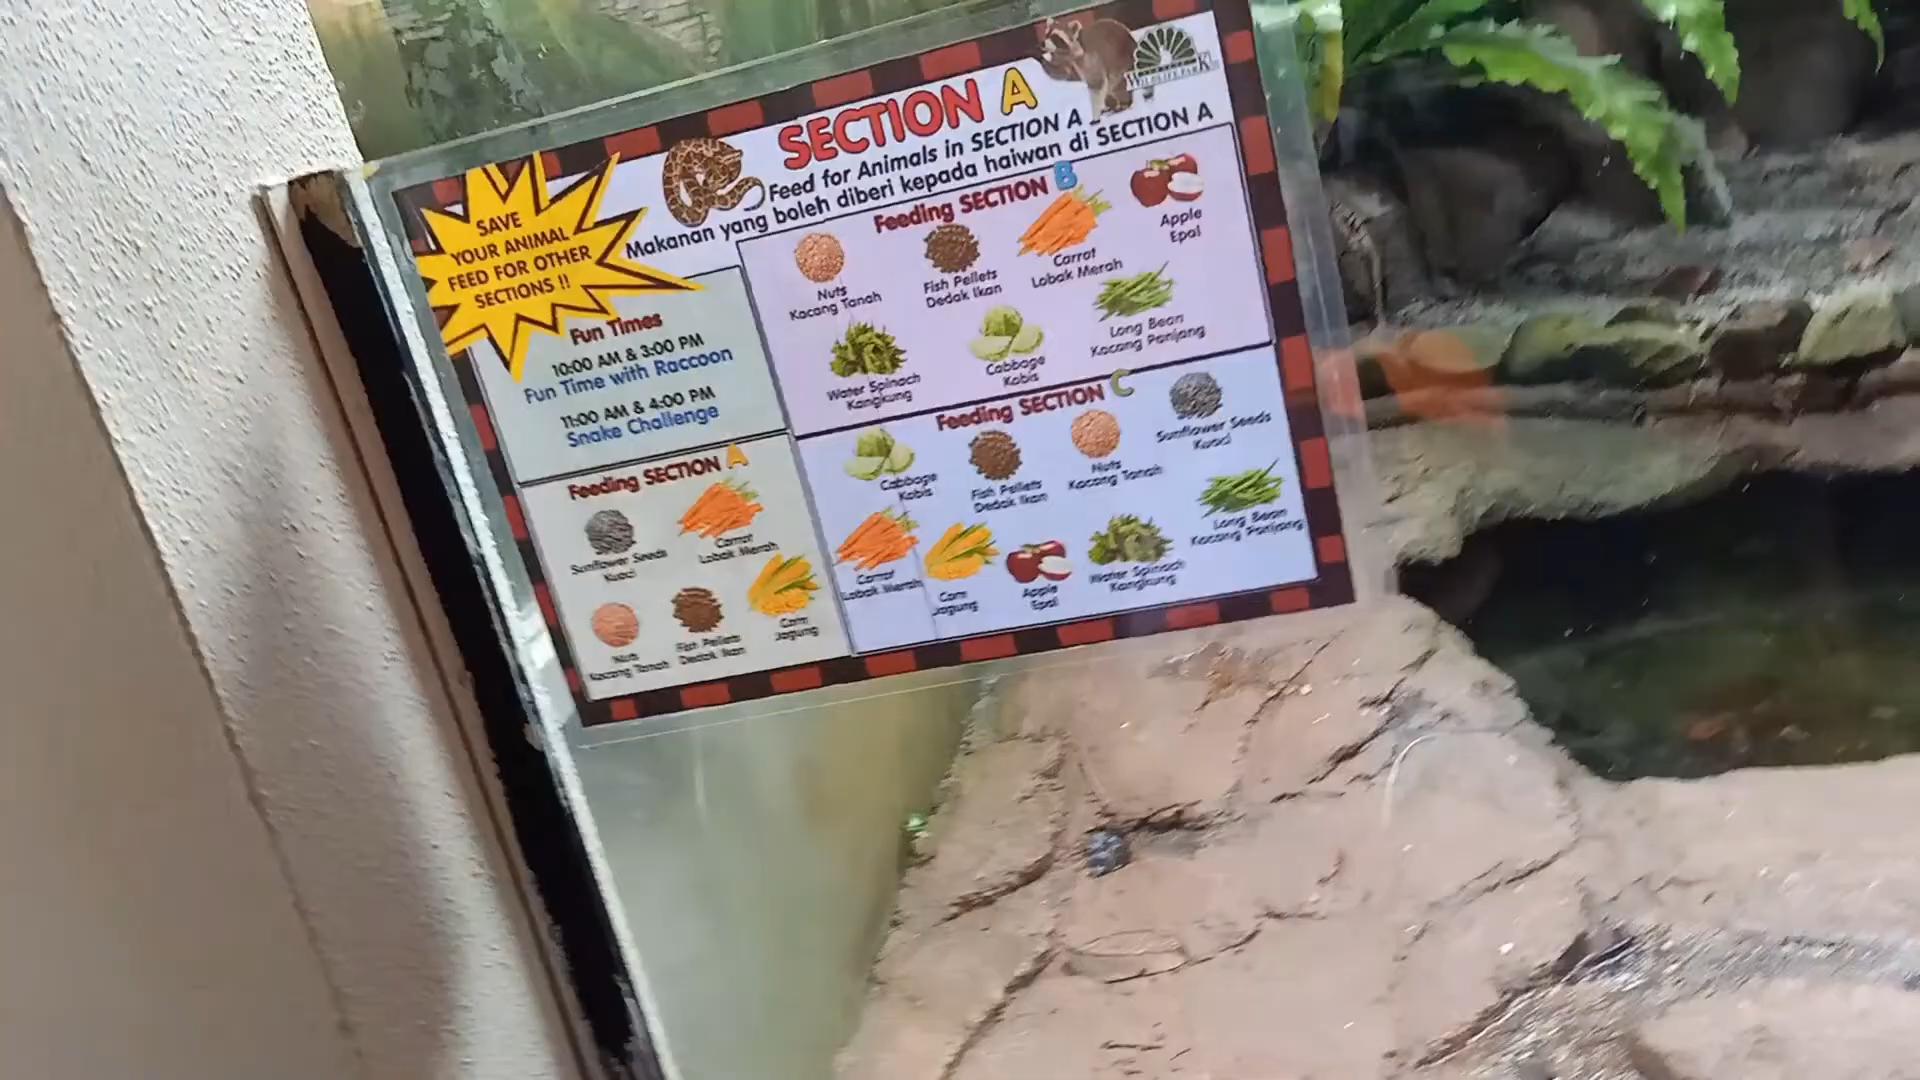 SECTION A
WILDLIFE PARK
Feed for Animals in SECTION A
Makanan yang boleh diberi kepada haiwan di SECTION A
SAVE
YOUR ANIMAL
FEED FOR OTHER
SECTIONS !!
Fun Times
10:00 AM & 3:00 PM
Fun Time with Raccoon
11:00 AM & 4:00 PM
Snake Challenge
Feeding SECTION A
Sunflower Seeds
Kuaci
Carrot
Lobak Merah
Nuts
Kacang Tanah
Fish Pellets
Dedak Ikan
Corn
Jagung
Feeding SECTION B
Nuts
Kacang Tanah
Fish Pellets
Dedak Ikan
Carrot
Lobak Merah
Apple
Epal
Water Spinach
Kangkung
Cabbage
Kobis
Long Bean
Kacang Panjang
Feeding SECTION C
Cabbage
Kobis
Fish Pellets
Dedak Ikan
Nuts
Kacang Tanah
Sunflower Seeds
Kuaci
Carrot
Lobak Merah
Corn
Jagung
Apple
Epal
Water Spinach
Kangkung
Long Bean
Kacang Panjang